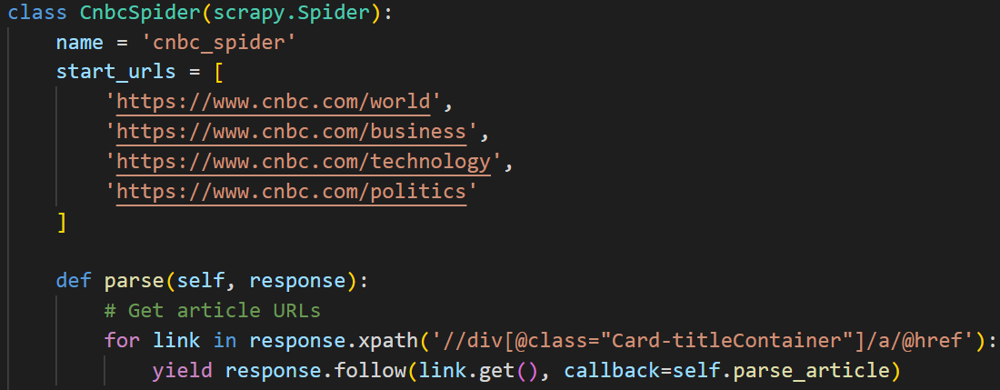 class CnbcSpider(scrapy.Spider):
    name = 'cnbc_spider'
    start_urls = [
        'https://www.cnbc.com/world',
        'https://www.cnbc.com/business',
        'https://www.cnbc.com/technology',
        'https://www.cnbc.com/politics'
    ]

    def parse(self, response):
        # Get article URLs
        for link in response.xpath('//div[@class="Card-titleContainer"]/a/@href'):
            yield response.follow(link.get(), callback=self.parse_article)